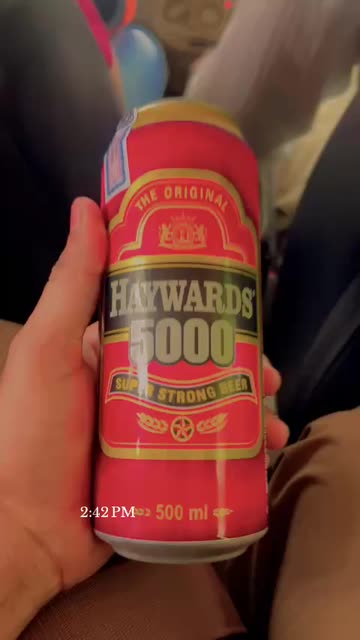 THE ORIGINAL
HAYWARDS'
5000
SUPER STRONG BEER
2:42 PM
500 ml